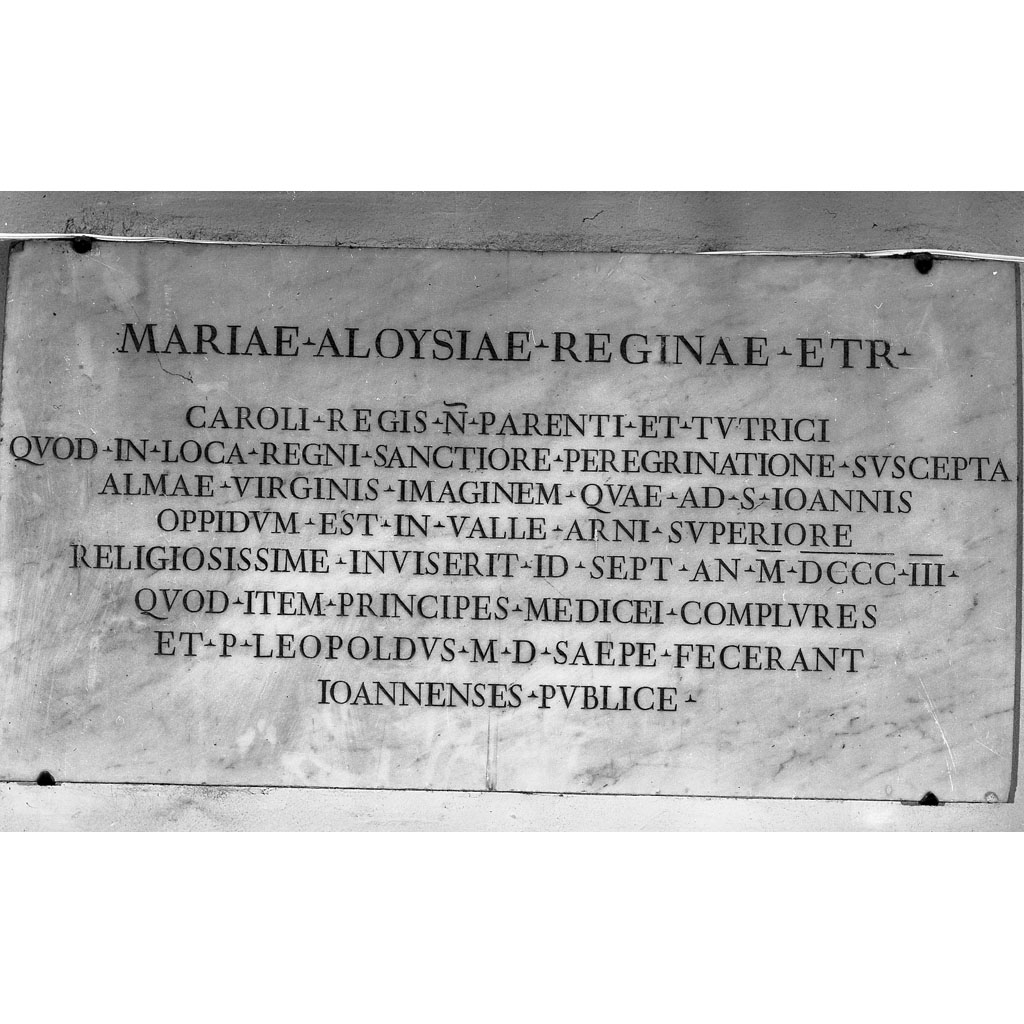 MARIAE·ALOYSIAE·REGINAE·ETR·
CAROLI·REGIS·N̄·PARENTI·ET·TVTRICI
QVOD·IN·LOCA·REGNI·SANCTIORE·PEREGRINATIONE·SVSCEPTA
ALMAE·VIRGINIS·IMAGINEM·QVAE·AD·S·IOANNIS
OPPIDVM·EST·IN·VALLE·ARNI·SVPERIORE
RELIGIOSISSIME·INVISERIT·ID·SEPT·AN·M̅·D̅C̅C̅C̅·I̅I̅I̅·
QVOD·ITEM·PRINCIPES·MEDICEI·COMPLVRES
ET·P·LEOPOLDVS·M·D·SAEPE·FECERANT
IOANNENSES·PVBLICE·